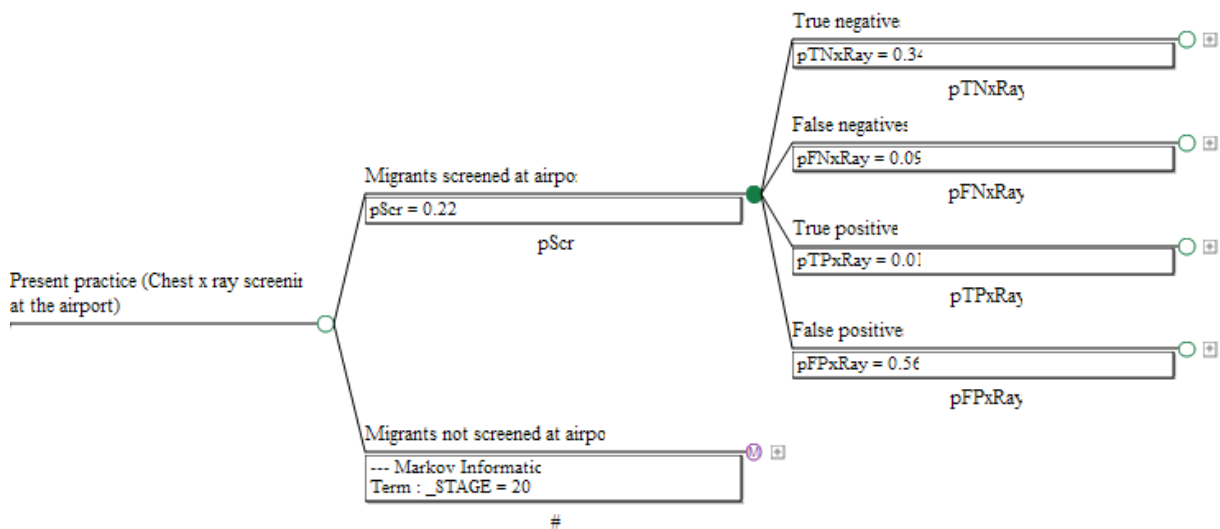 True negative
pTNxRay = 0.34
pTNxRay
False negatives
pFNxRay = 0.09
pFNxRay
Migrants screened at airpo
pScr = 0.22
pScr
True positive
pTPxRay = 0.01
pTPxRay
Present practice (Chest x ray screenin
at the airport)
False positive
pFPxRay = 0.56
pFPxRay
Migrants not screened at airpo
M
--- Markov Informatic
Term : _STAGE = 20
#